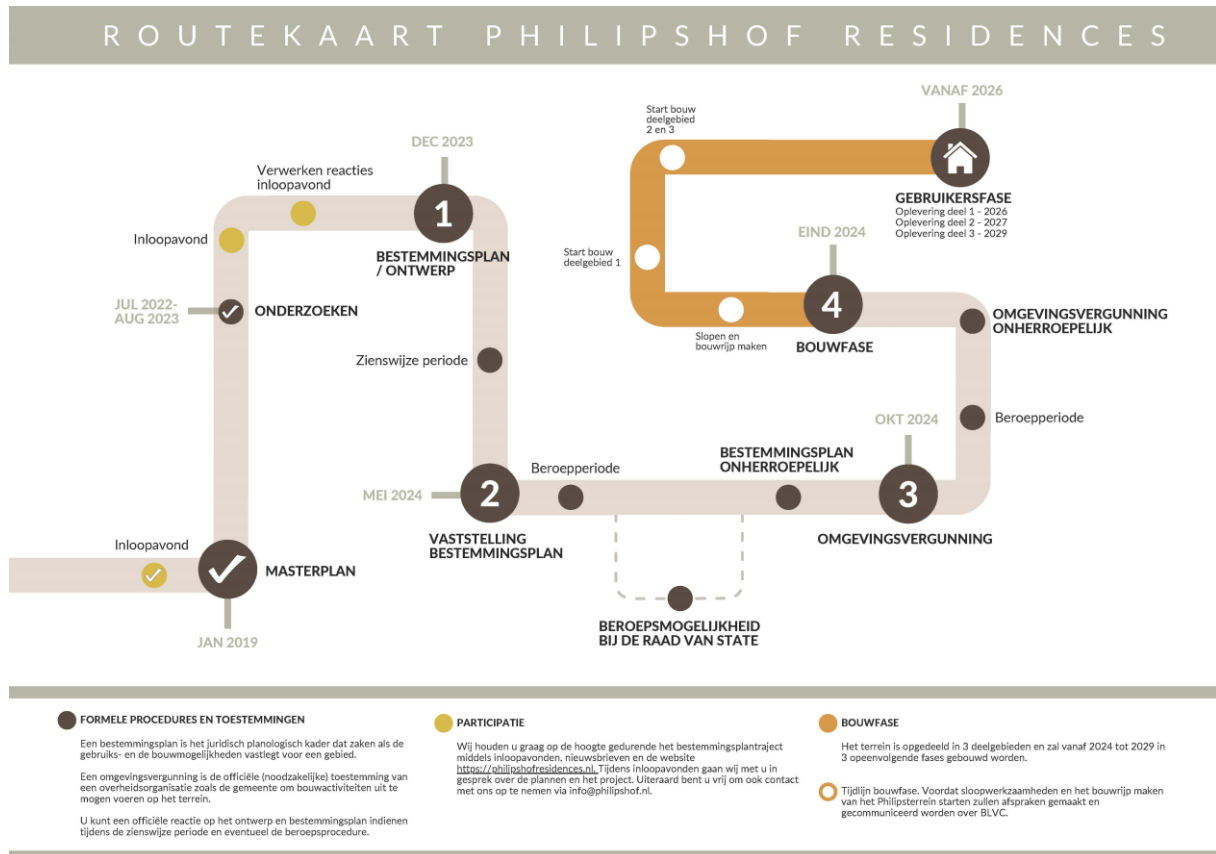 ROUTEKAART PHILIPSHOF RESIDENCES
VANAF 2026
Start bouw
deelgebied
2 en 3
DEC 2023
Verwerken reacties
inloopavond
1
GEBRUIKERSFASE
Oplevering deel 1 - 2026
Oplevering deel 2 - 2027
Oplevering deel 3 - 2029
Inloopavond
BESTEMMINGSPLAN
/ ONTWERP
EIND 2024
Start bouw
deelgebied 1
JUL 2022-
AUG 2023
ONDERZOEKEN
4
OMGEVINGSVERGUNNING
ONHERROEPELIJK
Slopen en
bouwrijp maken
BOUWFASE
Zienswijze periode
OKT 2024
Beroepperiode
BESTEMMINGSPLAN
ONHERROEPELIJK
Beroepperiode
MEI 2024
2
3
VASTSTELLING
BESTEMMINGSPLAN
OMGEVINGSVERGUNNING
Inloopavond
MASTERPLAN
BEROEPSMOGELIJKHEID
BIJ DE RAAD VAN STATE
JAN 2019
FORMELE PROCEDURES EN TOESTEMMINGEN
Een bestemmingsplan is het juridisch planologisch kader dat zaken als de
gebruiks- en de bouwmogelijkheden vastlegt voor een gebied.
Een omgevingsvergunning is de officiële (noodzakelijke) toestemming van
een overheidsorganisatie zoals de gemeente om bouwactiviteiten uit te
mogen voeren op het terrein.
U kunt een officiële reactie op het ontwerp en bestemmingsplan indienen
tijdens de zienswijze periode en eventueel de beroepsprocedure.
PARTICIPATIE
Wij houden u graag op de hoogte gedurende het bestemmingsplantraject
middels inloopavonden, nieuwsbrieven en de website
https://philipshofresidences.nl. Tijdens inloopavonden gaan wij met u in
gesprek over de plannen en het project. Uiteraard bent u vrij om ook contact
met ons op te nemen via info@philipshof.nl.
BOUWFASE
Het terrein is opgedeeld in 3 deelgebieden en zal vanaf 2024 tot 2029 in
3 opeenvolgende fases gebouwd worden.
Tijdlijn bouwfase. Voordat sloopwerkzaamheden en het bouwrijp maken
van het Philipsterrein starten zullen afspraken gemaakt en
gecommuniceerd worden over BLVC.